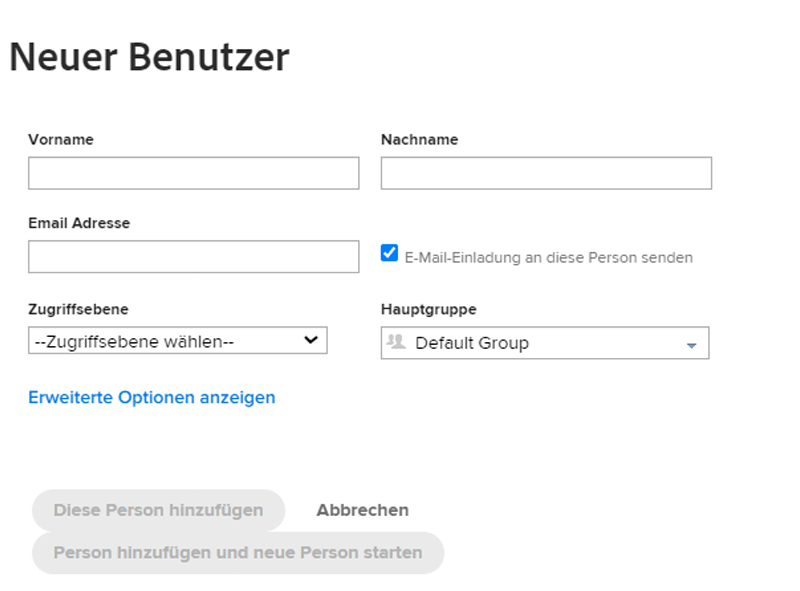 Neuer Benutzer
Vorname
Nachname
Email Adresse
E-Mail-Einladung an diese Person senden
Zugriffsebene
Hauptgruppe
--Zugriffsebene wählen--
Default Group
Erweiterte Optionen anzeigen
Diese Person hinzufügen
Abbrechen
Person hinzufügen und neue Person starten